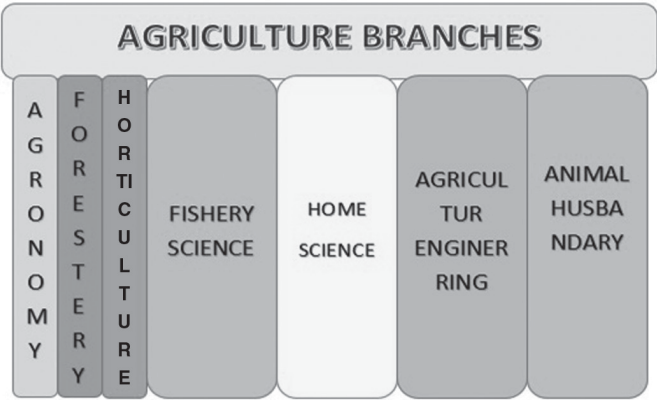 AGRICULTURE BRANCHES
AGRONOMY
FORESTERY
HORTICULTURE
FISHERY
SCIENCE
HOME
SCIENCE
AGRICUL
TUR
ENGINER
RING
ANIMAL
HUSBA
NDARY